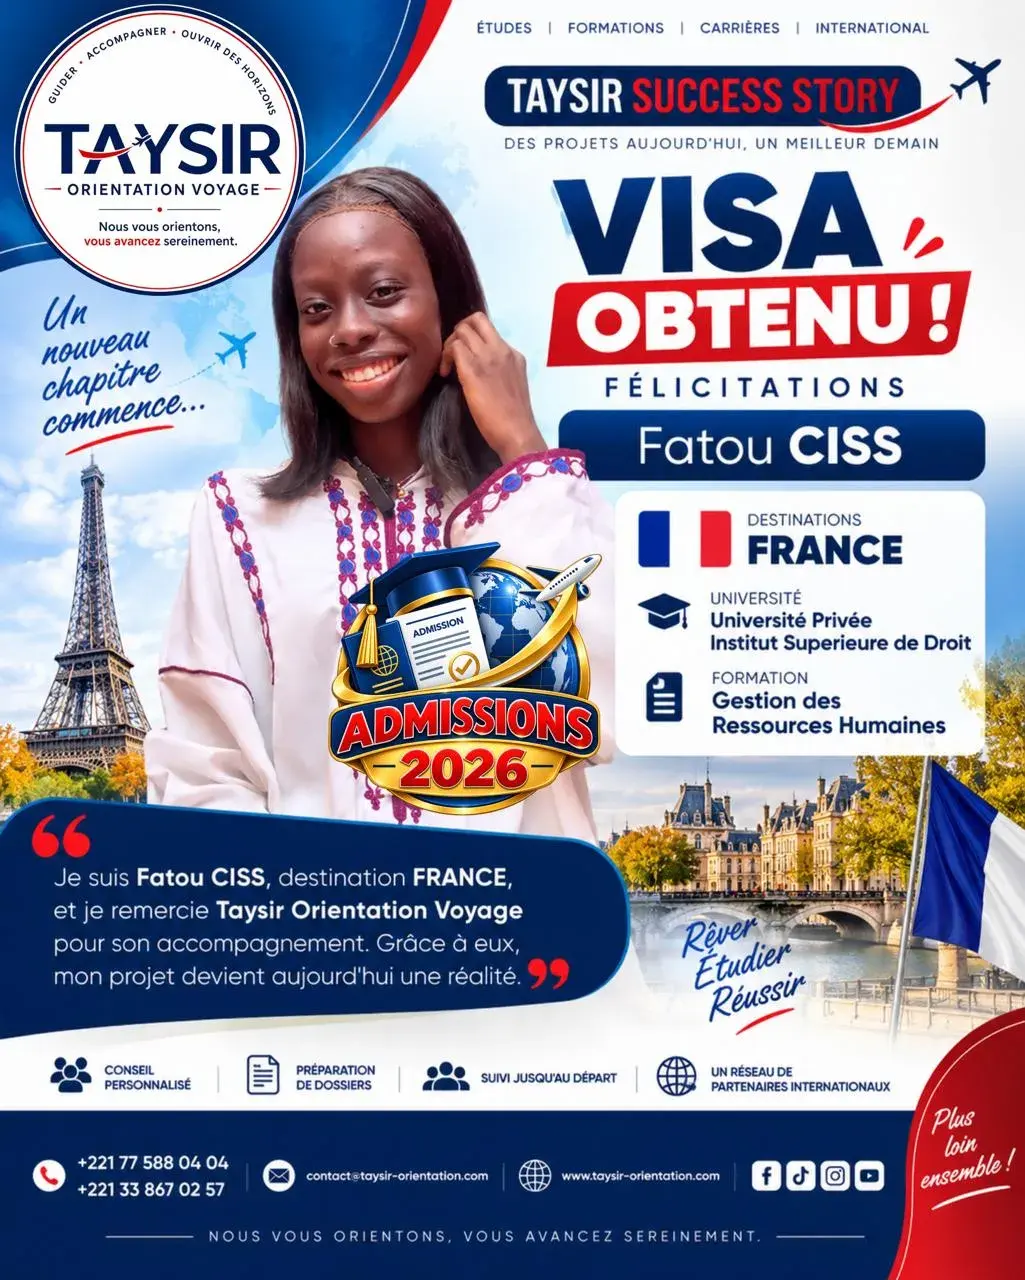 GUIDER • ACCOMPAGNER • OUVRIR DES HORIZONS
TAYSIR
ORIENTATION VOYAGE
Nous vous orientons,
vous avancez sereinement.
ÉTUDES | FORMATIONS | CARRIÈRES | INTERNATIONAL
TAYSIR SUCCESS STORY
DES PROJETS AUJOURD'HUI, UN MEILLEUR DEMAIN
VISA
OBTENU !
FÉLICITATIONS
Fatou CISS
Un
nouveau
chapitre
commence...
DESTINATIONS
FRANCE
UNIVERSITÉ
Université Privée
Institut Superieure de Droit
FORMATION
Gestion des
Ressources Humaines
ADMISSION
ADMISSIONS
2026
Je suis Fatou CISS, destination FRANCE,
et je remercie Taysir Orientation Voyage
pour son accompagnement. Grâce à eux,
mon projet devient aujourd'hui une réalité.
Rêver
Étudier
Réussir
CONSEIL
PERSONNALISÉ
PRÉPARATION
DE DOSSIERS
SUIVI JUSQU'AU DÉPART
UN RÉSEAU DE
PARTENAIRES INTERNATIONAUX
+221 77 588 04 04
+221 33 867 02 57
contact@taysir-orientation.com
www.taysir-orientation.com
Plus
loin
ensemble !
NOUS VOUS ORIENTONS, VOUS AVANCEZ SEREINEMENT.